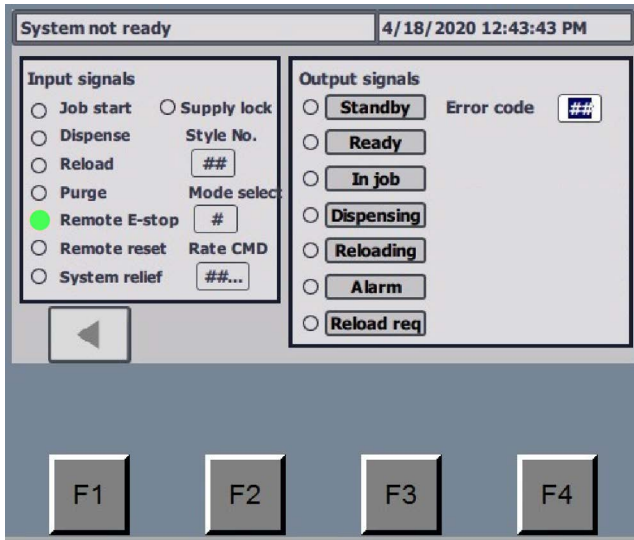 System not ready
4/18/2020 12:43:43 PM
Input signals
Job start
Supply lock
Dispense
Style No.
Reload
##
Purge
Mode select
Remote E-stop
#
Remote reset
Rate CMD
System relief
##...
Output signals
Standby
Error code
##
Ready
In job
Dispensing
Reloading
Alarm
Reload req
F1
F2
F3
F4